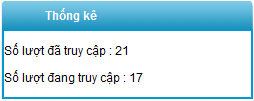 Thống kê
Số lượt đã truy cập : 21
Số lượt đang truy cập : 17